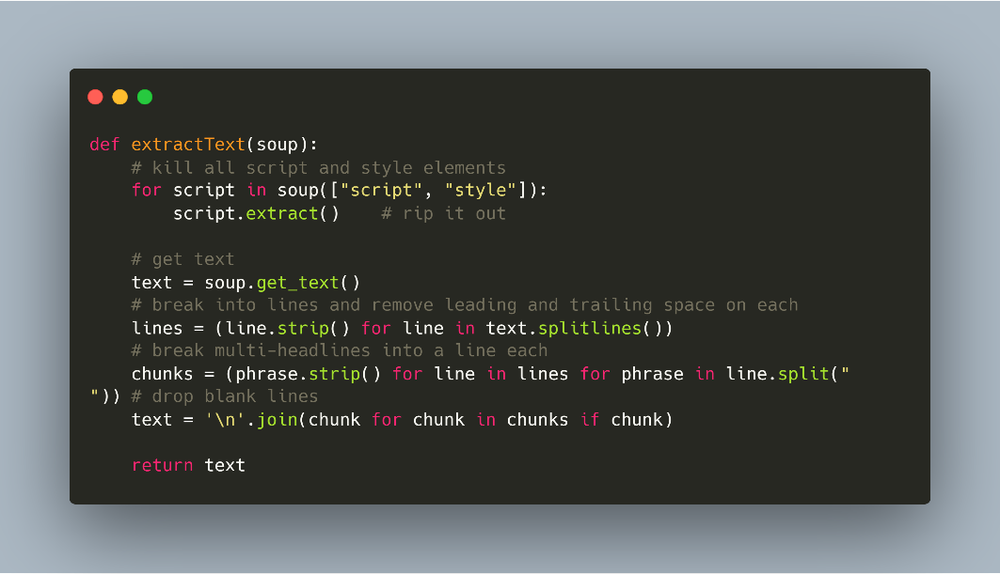 def extractText(soup):
    # kill all script and style elements
    for script in soup(["script", "style"]):
        script.extract()    # rip it out

    # get text
    text = soup.get_text()
    # break into lines and remove leading and trailing space on each
    lines = (line.strip() for line in text.splitlines())
    # break multi-headlines into a line each
    chunks = (phrase.strip() for line in lines for phrase in line.split("
")) # drop blank lines
    text = '\n'.join(chunk for chunk in chunks if chunk)

    return text